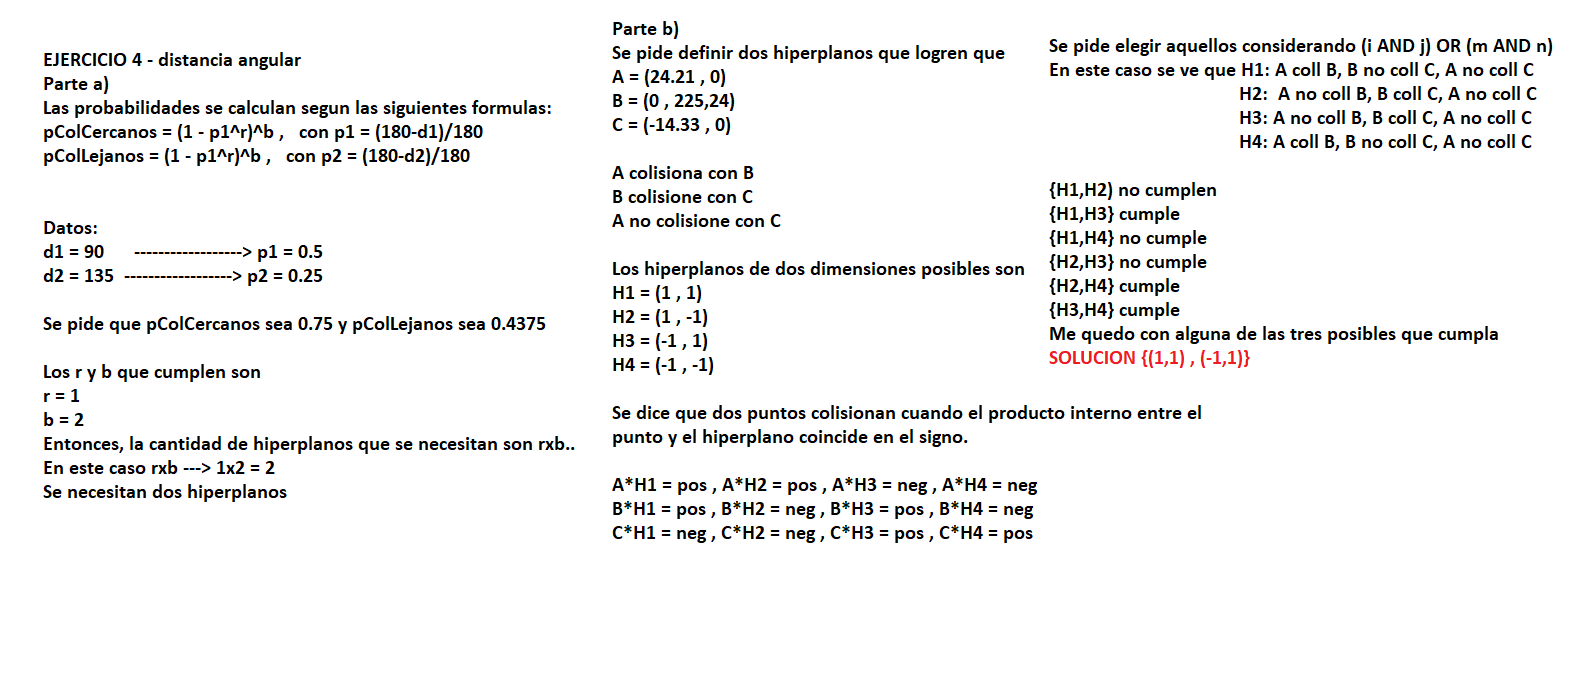 EJERCICIO 4 - distancia angular
Parte a)
Las probabilidades se calculan segun las siguientes formulas:
pColCercanos = (1 - p1^r)^b ,   con p1 = (180-d1)/180
pColLejanos = (1 - p1^r)^b ,   con p2 = (180-d2)/180
Datos:
d1 = 90      ------------------> p1 = 0.5
d2 = 135  ------------------> p2 = 0.25
Se pide que pColCercanos sea 0.75 y pColLejanos sea 0.4375
Los r y b que cumplen son
r = 1
b = 2
Entonces, la cantidad de hiperplanos que se necesitan son rxb..
En este caso rxb ---> 1x2 = 2
Se necesitan dos hiperplanos
Parte b)
Se pide definir dos hiperplanos que logren que
A = (24.21 , 0)
B = (0 , 225,24)
C = (-14.33 , 0)
A colisiona con B
B colisione con C
A no colisione con C
Los hiperplanos de dos dimensiones posibles son
H1 = (1 , 1)
H2 = (1 , -1)
H3 = (-1 , 1)
H4 = (-1 , -1)
Se dice que dos puntos colisionan cuando el producto interno entre el
punto y el hiperplano coincide en el signo.
A*H1 = pos , A*H2 = pos , A*H3 = neg , A*H4 = neg
B*H1 = pos , B*H2 = neg , B*H3 = pos , B*H4 = neg
C*H1 = neg , C*H2 = neg , C*H3 = pos , C*H4 = pos
Se pide elegir aquellos considerando (i AND j) OR (m AND n)
En este caso se ve que H1: A coll B, B no coll C, A no coll C
H2:  A no coll B, B coll C, A no coll C
H3: A no coll B, B coll C, A no coll C
H4: A coll B, B no coll C, A no coll C
{H1,H2) no cumplen
{H1,H3} cumple
{H1,H4} no cumple
{H2,H3} no cumple
{H2,H4} cumple
{H3,H4} cumple
Me quedo con alguna de las tres posibles que cumpla
SOLUCION {(1,1) , (-1,1)}